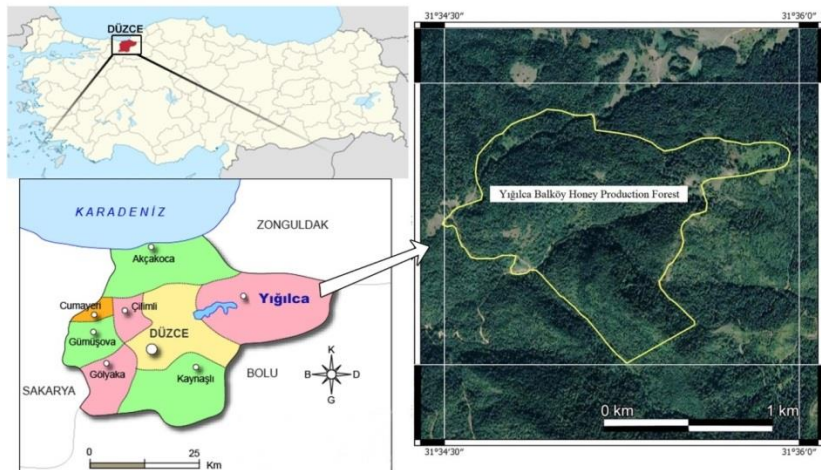 DÜZCE
KARADENİZ
ZONGULDAK
Akçakoca
Cumayeri
Çilimli
Yığılca
Gümüşova
DÜZCE
Gölyaka
Kaynaşlı
SAKARYA
BOLU
K
B
D
G
0
25
Km
31°34'30"
31°36'0"
Yığılca Balköy Honey Production Forest
0 km
1 km
31°34'30"
31°36'0"